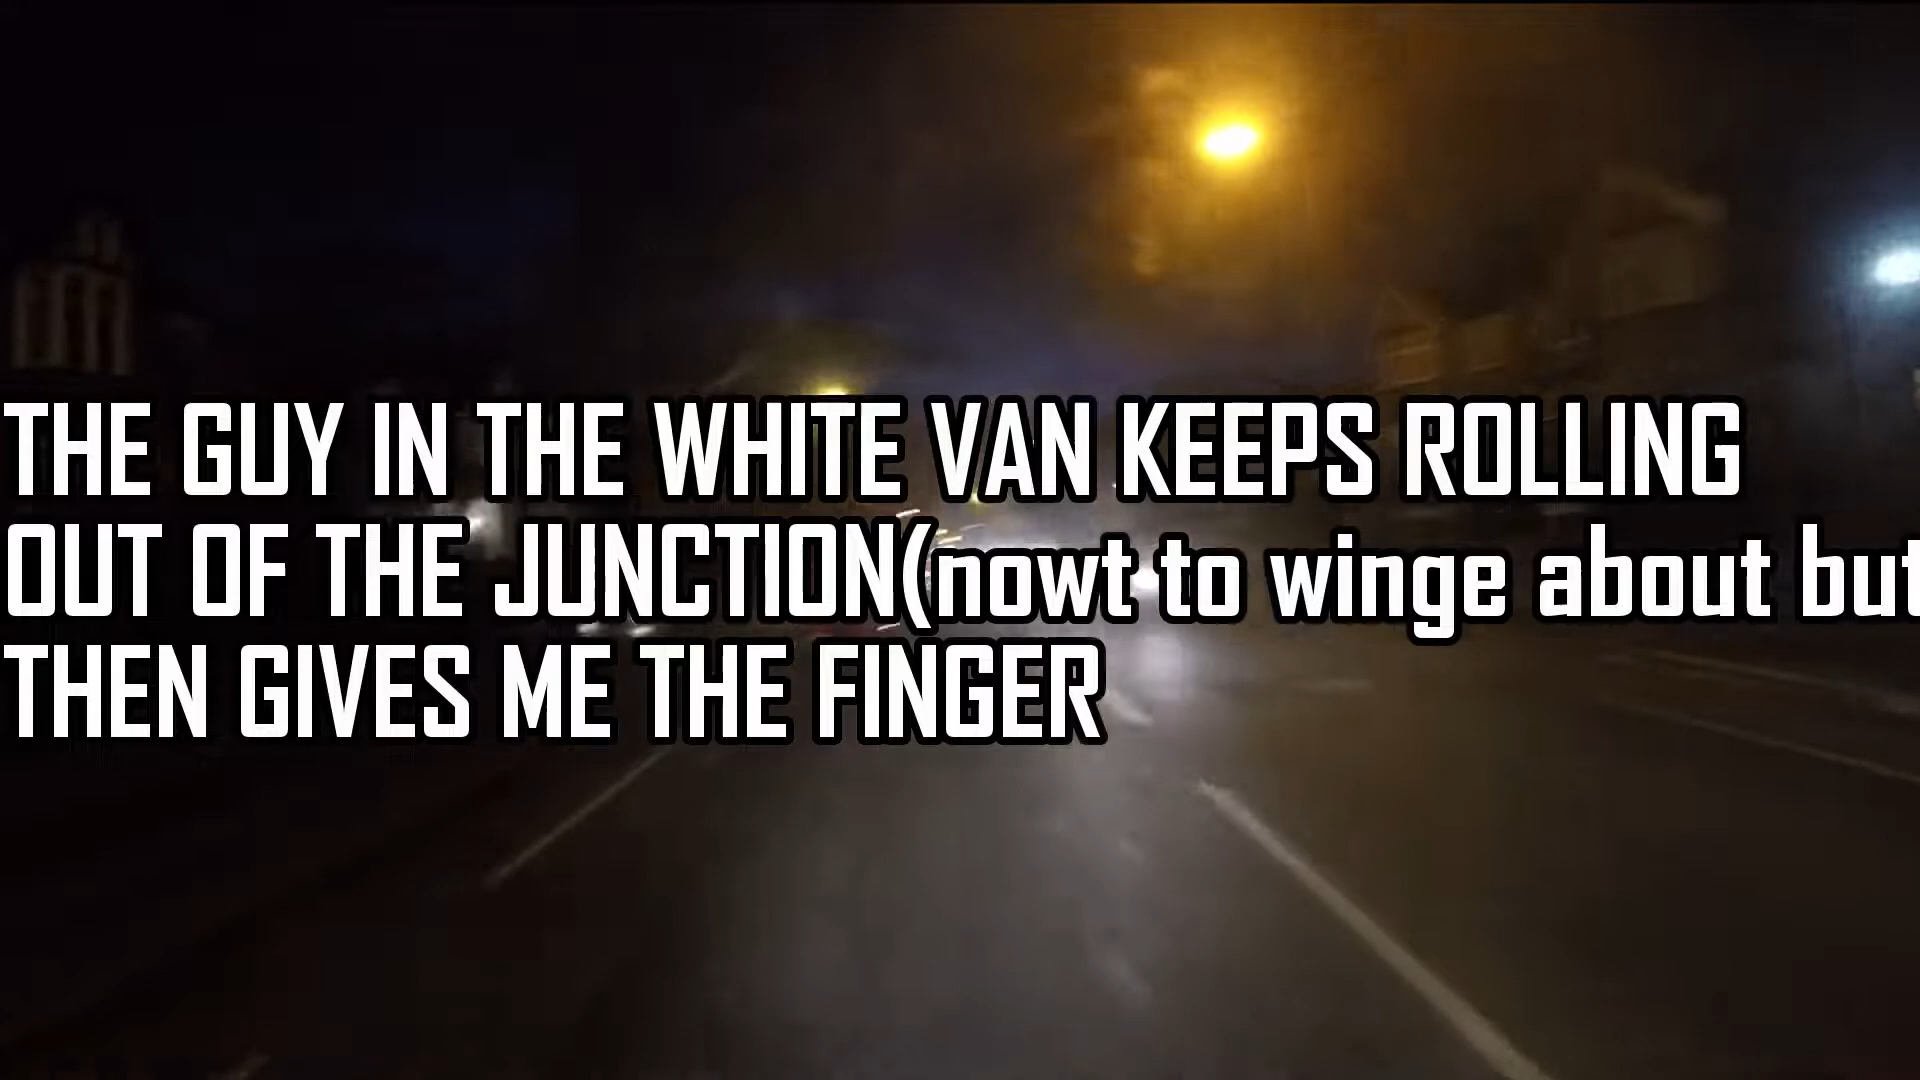 THE GUY IN THE WHITE VAN KEEPS ROLLING
OUT OF THE JUNCTION(nowt to winge about but
THEN GIVES ME THE FINGER